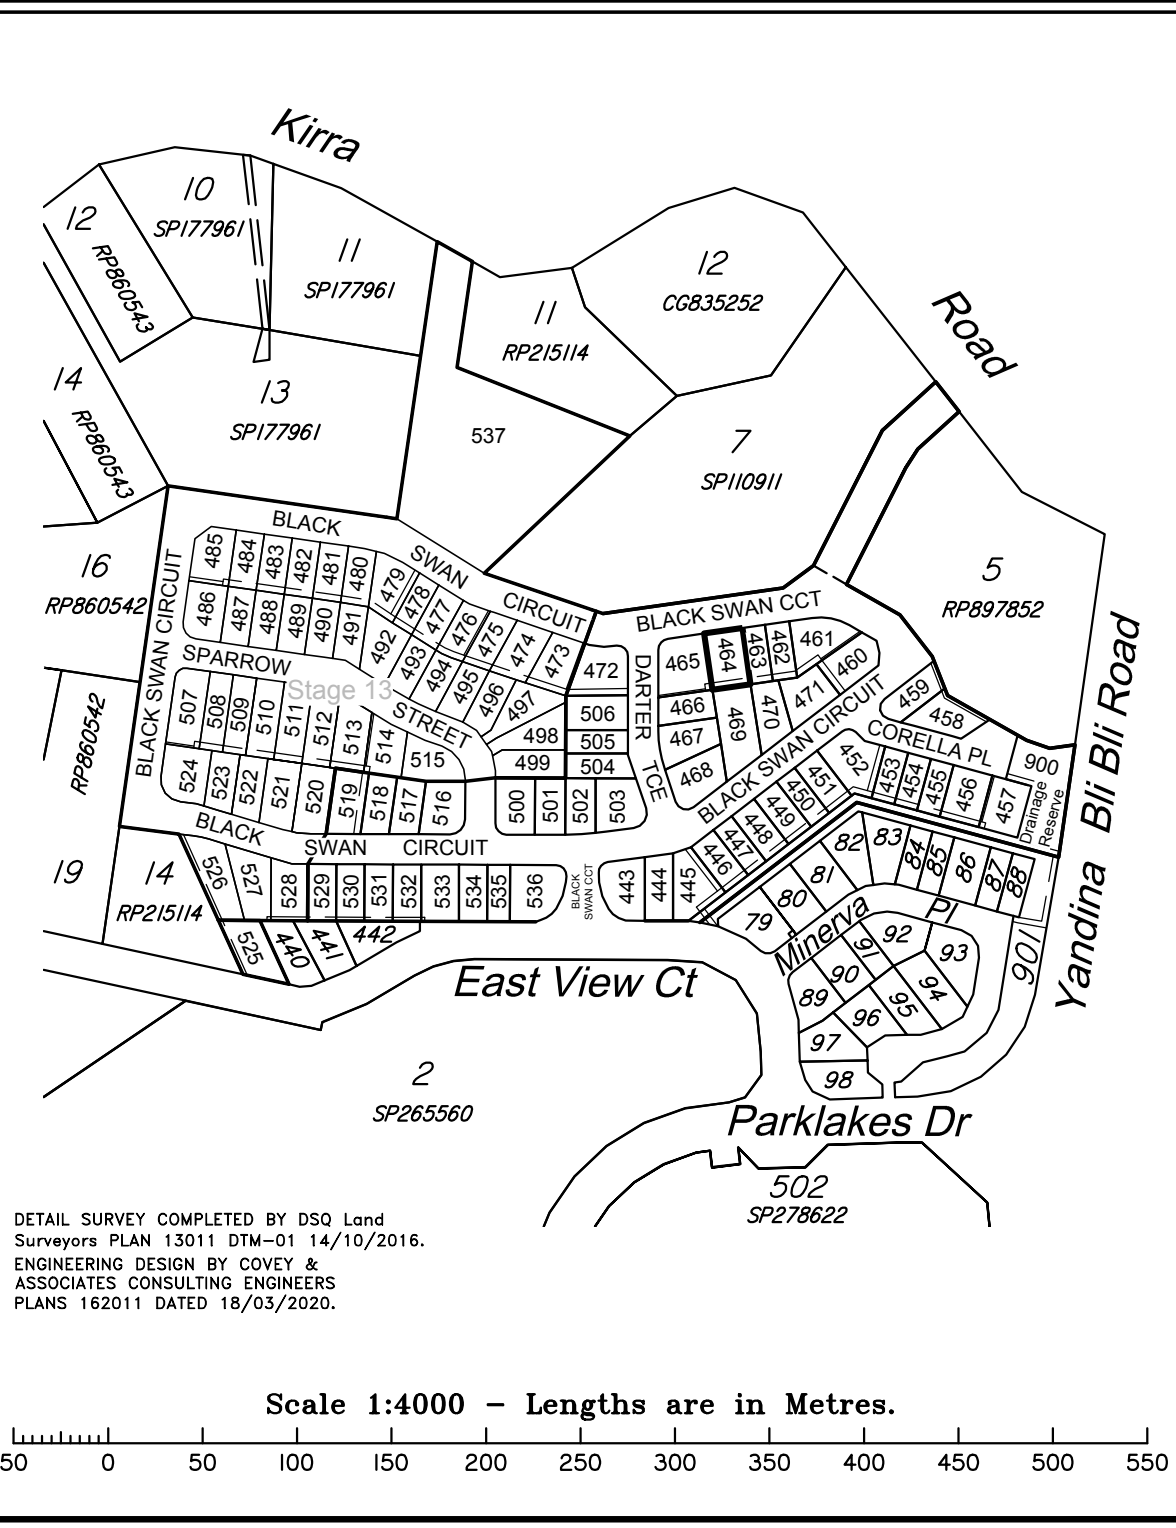 Kirra
10
SP177961
12
RP860543
11
SP177961
12
CG835252
11
RP215114
Road
14
RP860543
13
SP177961
537
7
SP110911
5
RP897852
16
RP860542
BLACK SWAN CIRCUIT
BLACK SWAN CCT
BLACK SWAN CIRCUIT
485 484 483 482 481 480 479 478 477 476 475 474 473
486 487 488 489 490 491 492 493 494 495 496 497
498
499
SPARROW STREET
Stage 13
507 508 509 510 511 512 513 514 515
524 523 522 521 520 519 518 517 516
472
506
505
504
500 501 502 503
DARTER TCE
465 464 463 462 461 460
466
467
468
469 470 471
BLACK SWAN CIRCUIT
459
458
CORELLA PL
452 453 454 455 456 457
900
Drainage Reserve
451
450
449
448
447
446
445
444
443
BLACK SWAN CIRCUIT
BLACK
SWAN CCT
526 527 528 529 530 531 532 533 534 535 536
525 440 441 442
RP860542
19
14
RP215114
East View Ct
79 80 81 82 83 84 85 86 87 88
Minerva Pl
89 90 91 92 93
94
95
96
97
98
901
Yandina Bli Bli Road
2
SP265560
Parklakes Dr
502
SP278622
DETAIL SURVEY COMPLETED BY DSQ Land
Surveyors PLAN 13011 DTM-01 14/10/2016.
ENGINEERING DESIGN BY COVEY &
ASSOCIATES CONSULTING ENGINEERS
PLANS 162011 DATED 18/03/2020.
Scale 1:4000 - Lengths are in Metres.
50 0 50 100 150 200 250 300 350 400 450 500 550